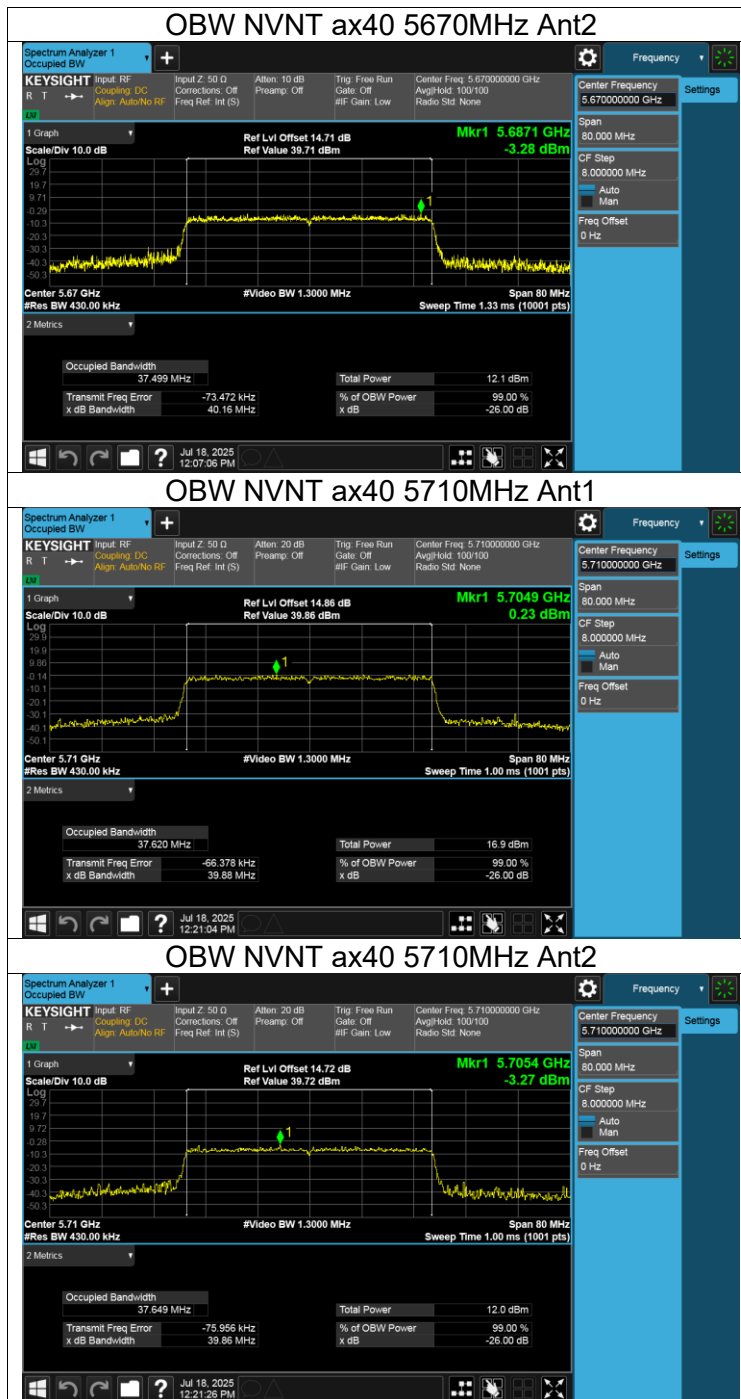 OBW NVNT ax40 5670MHz Ant2
Spectrum Analyzer 1
Occupied BW
Frequency
KEYSIGHT Input: RF Input Z: 50 Ω Atten: 10 dB Trig: Free Run Center Freq: 5.670000000 GHz
R T Coupling: DC Corrections: Off Preamp: Off Gate: Off Avg|Hold: 100/100
Align: Auto/No RF Freq Ref: Int (S) #IF Gain: Low Radio Std: None
LXI
Center Frequency
5.670000000 GHz
Settings
Span
80.000 MHz
CF Step
8.000000 MHz
Auto
Man
Freq Offset
0 Hz
1 Graph
Ref Lvl Offset 14.71 dB
Mkr1 5.6871 GHz
Scale/Div 10.0 dB
Ref Value 39.71 dBm
-3.28 dBm
Log
29.7
19.7
9.71
-0.29
-10.3
-20.3
-30.3
-40.3
-50.3
1
Center 5.67 GHz
#Video BW 1.3000 MHz
Span 80 MHz
#Res BW 430.00 kHz
Sweep Time 1.33 ms (10001 pts)
2 Metrics
Occupied Bandwidth
37.499 MHz
Total Power 12.1 dBm
Transmit Freq Error -73.472 kHz
% of OBW Power 99.00 %
x dB Bandwidth 40.16 MHz
x dB -26.00 dB
Jul 18, 2025
12:07:06 PM
OBW NVNT ax40 5710MHz Ant1
Spectrum Analyzer 1
Occupied BW
Frequency
KEYSIGHT Input: RF Input Z: 50 Ω Atten: 20 dB Trig: Free Run Center Freq: 5.710000000 GHz
R T Coupling: DC Corrections: Off Preamp: Off Gate: Off Avg|Hold: 100/100
Align: Auto/No RF Freq Ref: Int (S) #IF Gain: Low Radio Std: None
LXI
Center Frequency
5.710000000 GHz
Settings
Span
80.000 MHz
CF Step
8.000000 MHz
Auto
Man
Freq Offset
0 Hz
1 Graph
Ref Lvl Offset 14.86 dB
Mkr1 5.7049 GHz
Scale/Div 10.0 dB
Ref Value 39.86 dBm
0.23 dBm
Log
29.9
19.9
9.86
-0.14
-10.1
-20.1
-30.1
-40.1
-50.1
1
Center 5.71 GHz
#Video BW 1.3000 MHz
Span 80 MHz
#Res BW 430.00 kHz
Sweep Time 1.00 ms (1001 pts)
2 Metrics
Occupied Bandwidth
37.620 MHz
Total Power 16.9 dBm
Transmit Freq Error -66.378 kHz
% of OBW Power 99.00 %
x dB Bandwidth 39.88 MHz
x dB -26.00 dB
Jul 18, 2025
12:21:04 PM
OBW NVNT ax40 5710MHz Ant2
Spectrum Analyzer 1
Occupied BW
Frequency
KEYSIGHT Input: RF Input Z: 50 Ω Atten: 20 dB Trig: Free Run Center Freq: 5.710000000 GHz
R T Coupling: DC Corrections: Off Preamp: Off Gate: Off Avg|Hold: 100/100
Align: Auto/No RF Freq Ref: Int (S) #IF Gain: Low Radio Std: None
LXI
Center Frequency
5.710000000 GHz
Settings
Span
80.000 MHz
CF Step
8.000000 MHz
Auto
Man
Freq Offset
0 Hz
1 Graph
Ref Lvl Offset 14.72 dB
Mkr1 5.7054 GHz
Scale/Div 10.0 dB
Ref Value 39.72 dBm
-3.27 dBm
Log
29.7
19.7
9.72
-0.28
-10.3
-20.3
-30.3
-40.3
-50.3
1
Center 5.71 GHz
#Video BW 1.3000 MHz
Span 80 MHz
#Res BW 430.00 kHz
Sweep Time 1.00 ms (1001 pts)
2 Metrics
Occupied Bandwidth
37.649 MHz
Total Power 12.0 dBm
Transmit Freq Error -75.956 kHz
% of OBW Power 99.00 %
x dB Bandwidth 39.86 MHz
x dB -26.00 dB
Jul 18, 2025
12:21:26 PM